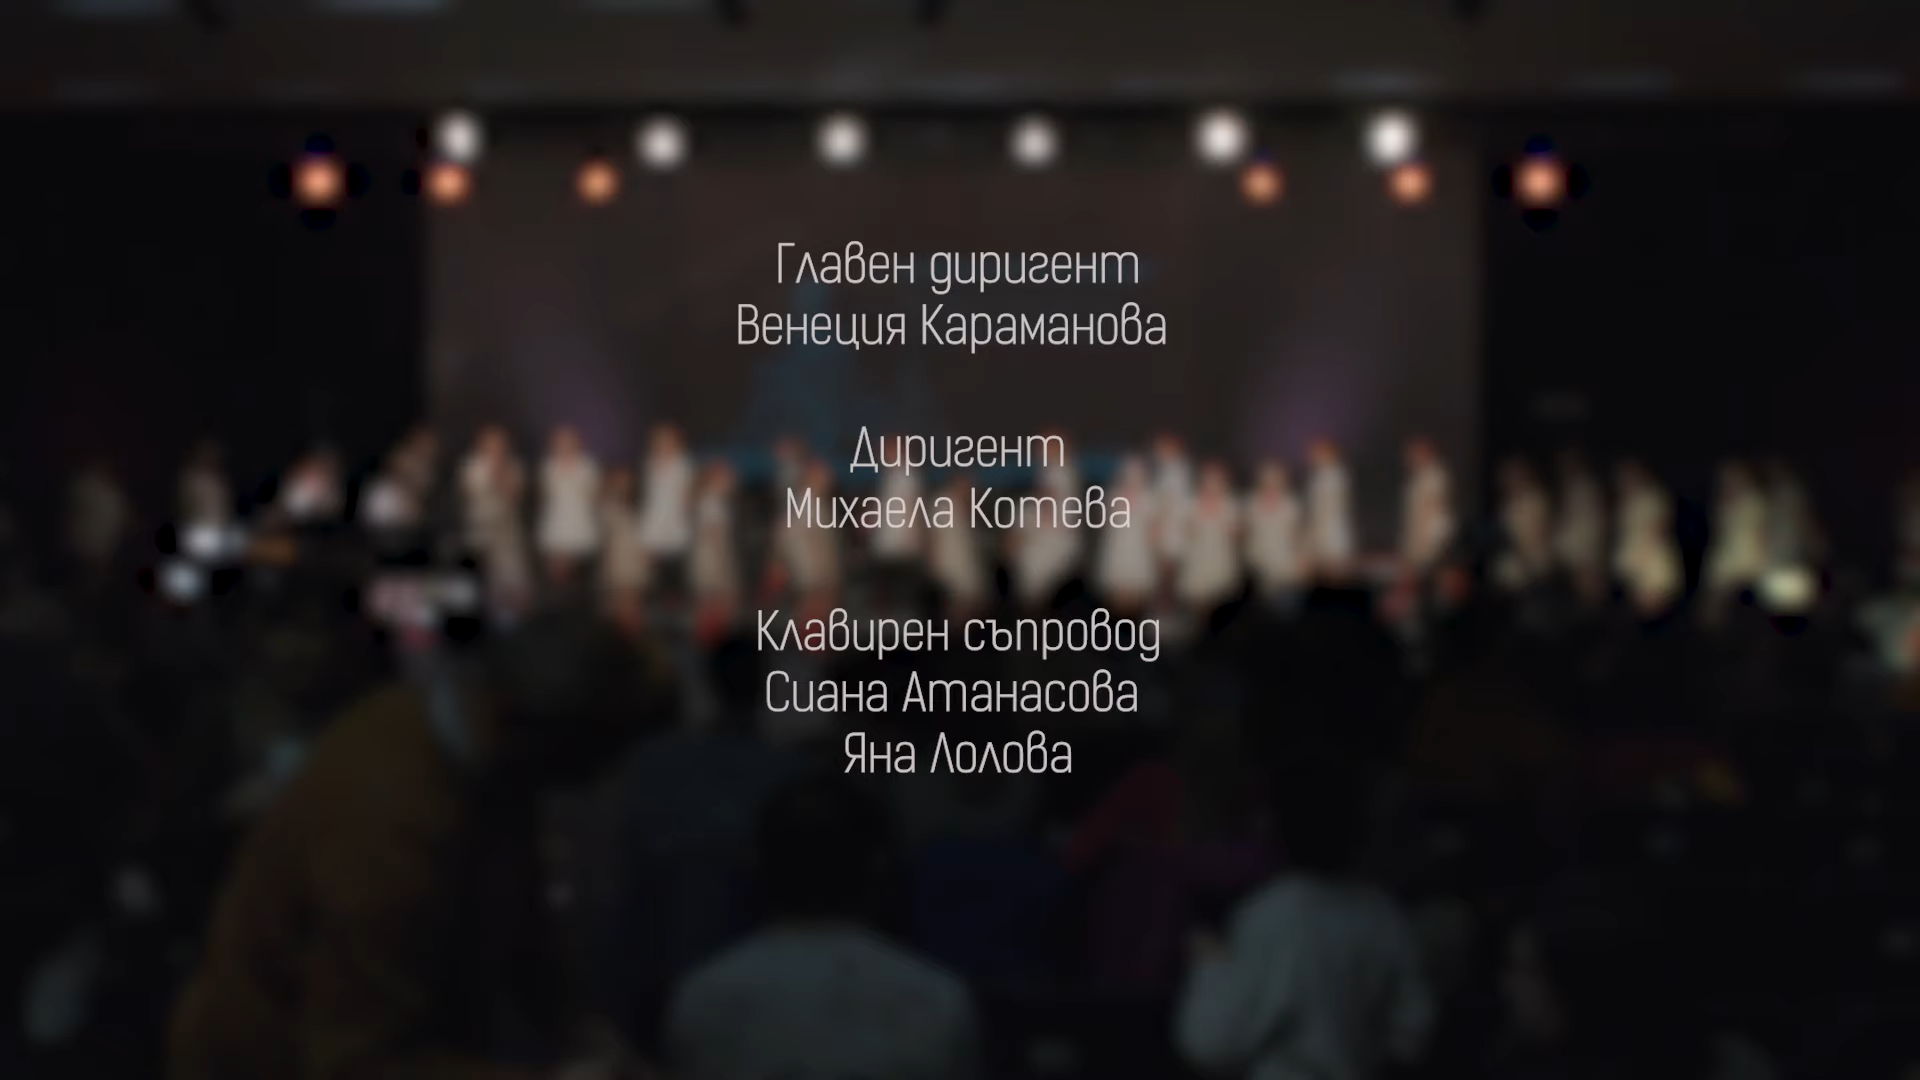 Главен диригент
Венеция Караманова
Диригент
Михаела Котева
Клавирен съпровод
Сиана Атанасова
Яна Лолова